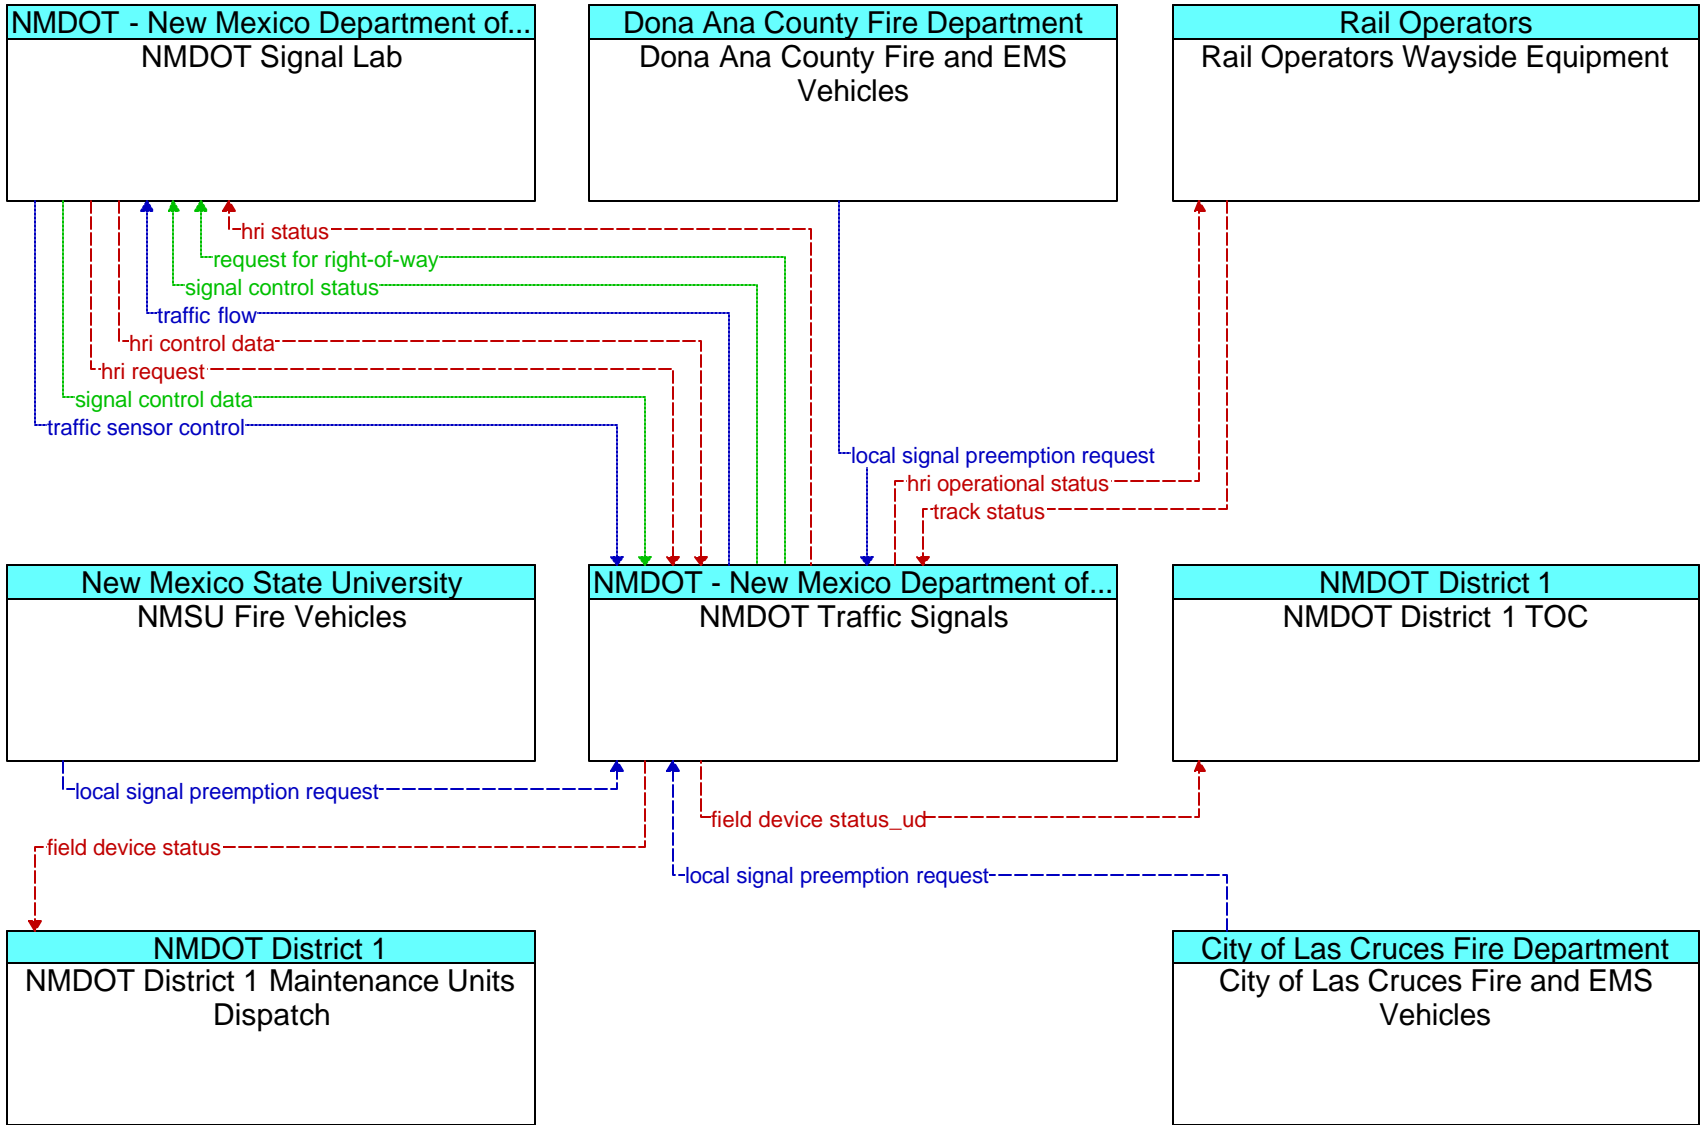 NMDOT - New Mexico Department of...
NMDOT Signal Lab
Dona Ana County Fire Department
Dona Ana County Fire and EMS
Vehicles
Rail Operators
Rail Operators Wayside Equipment
hri status
request for right-of-way
signal control status
traffic flow
hri control data
hri request
signal control data
traffic sensor control
local signal preemption request
hri operational status
track status
New Mexico State University
NMSU Fire Vehicles
NMDOT - New Mexico Department of...
NMDOT Traffic Signals
NMDOT District 1
NMDOT District 1 TOC
local signal preemption request
field device status_ud
field device status
local signal preemption request
NMDOT District 1
NMDOT District 1 Maintenance Units
Dispatch
City of Las Cruces Fire Department
City of Las Cruces Fire and EMS
Vehicles